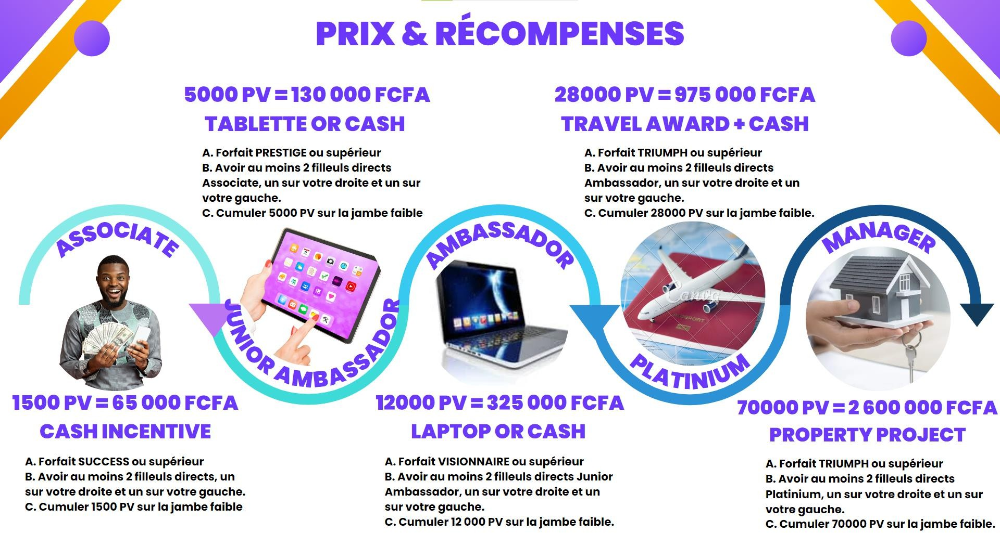 PRIX & RÉCOMPENSES
5000 PV = 130 000 FCFA
TABLETTE OR CASH
A. Forfait PRESTIGE ou supérieur
B. Avoir au moins 2 filleuls directs
Associate, un sur votre droite et un sur
votre gauche.
C. Cumuler 5000 PV sur la jambe faible
28000 PV = 975 000 FCFA
TRAVEL AWARD + CASH
A. Forfait TRIUMPH ou supérieur
B. Avoir au moins 2 filleuls directs
Ambassador, un sur votre droite et un
sur votre gauche.
C. Cumuler 28000 PV sur la jambe faible.
ASSOCIATE
JUNIOR AMBASSADOR
AMBASSADOR
Canva
PASSPORT
PLATINIUM
MANAGER
1500 PV = 65 000 FCFA
CASH INCENTIVE
A. Forfait SUCCESS ou supérieur
B. Avoir au moins 2 filleuls directs, un
sur votre droite et un sur votre gauche.
C. Cumuler 1500 PV sur la jambe faible
12000 PV = 325 000 FCFA
LAPTOP OR CASH
A. Forfait VISIONNAIRE ou supérieur
B. Avoir au moins 2 filleuls directs Junior
Ambassador, un sur votre droite et un
sur votre gauche.
C. Cumuler 12 000 PV sur la jambe faible.
70000 PV = 2 600 000 FCFA
PROPERTY PROJECT
A. Forfait TRIUMPH ou supérieur
B. Avoir au moins 2 filleuls directs
Platinium, un sur votre droite et un sur
votre gauche.
C. Cumuler 70000 PV sur la jambe faible.